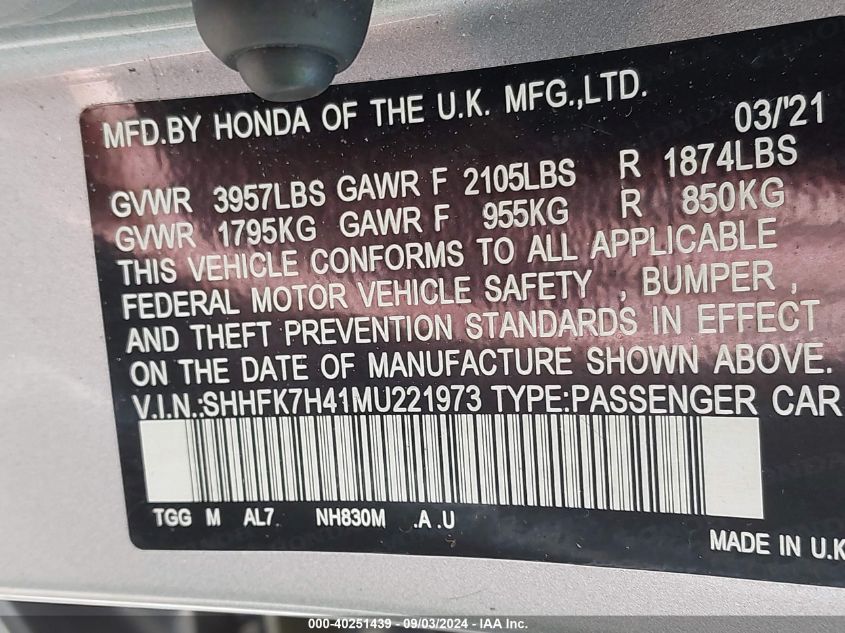 MFD.BY HONDA OF THE U.K. MFG.,LTD.
03/'21
GVWR 3957LBS GAWR F 2105LBS R 1874LBS
GVWR 1795KG GAWR F 955KG R 850KG
THIS VEHICLE CONFORMS TO ALL APPLICABLE
FEDERAL MOTOR VEHICLE SAFETY , BUMPER ,
AND THEFT PREVENTION STANDARDS IN EFFECT
ON THE DATE OF MANUFACTURE SHOWN ABOVE.
V.I.N.:SHHFK7H41MU221973 TYPE:PASSENGER CAR
TGG M AL7 NH830M .A .U
MADE IN U.K
000-40251439 - 09/03/2024 - IAA Inc.